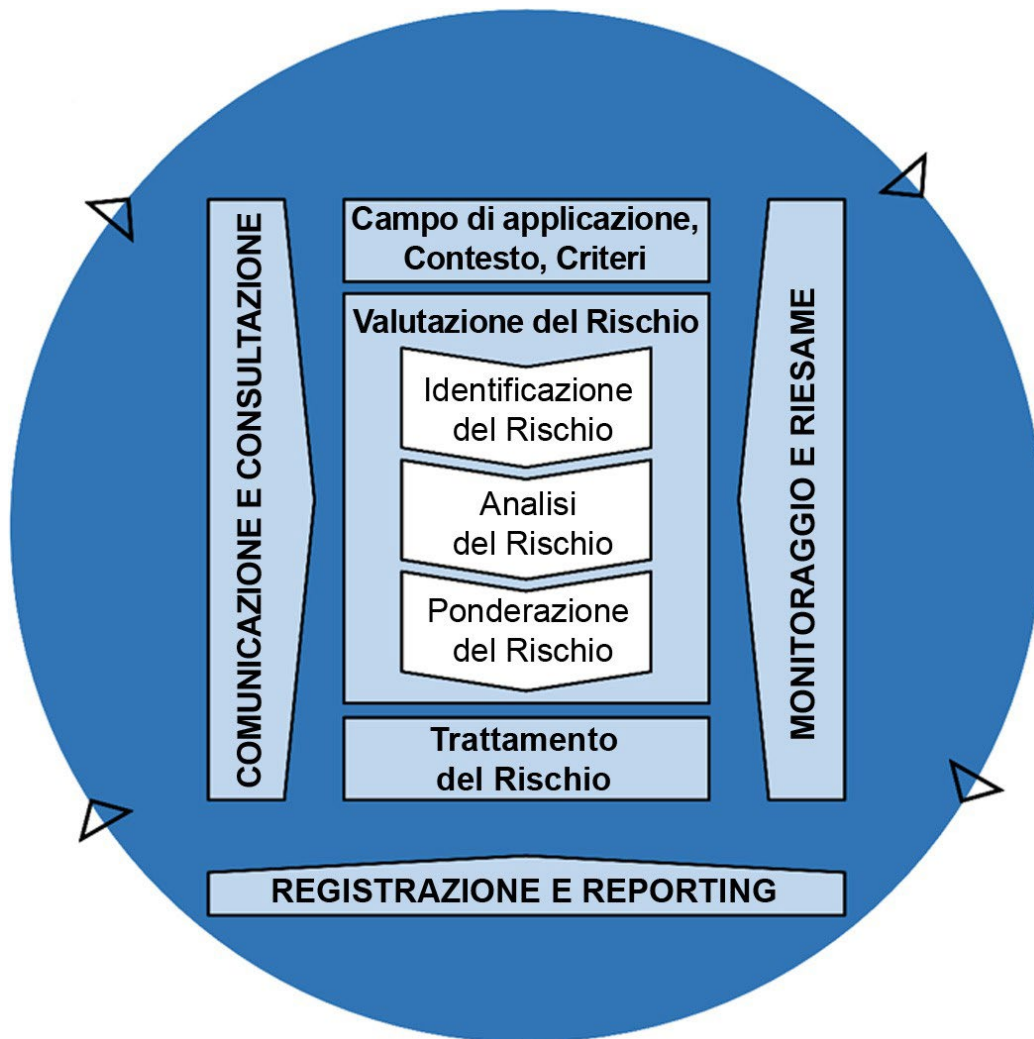 COMUNICAZIONE E CONSULTAZIONE
Campo di applicazione,
Contesto, Criteri
Valutazione del Rischio
Identificazione
del Rischio
Analisi
del Rischio
Ponderazione
del Rischio
Trattamento
del Rischio
MONITORAGGIO E RIESAME
REGISTRAZIONE E REPORTING